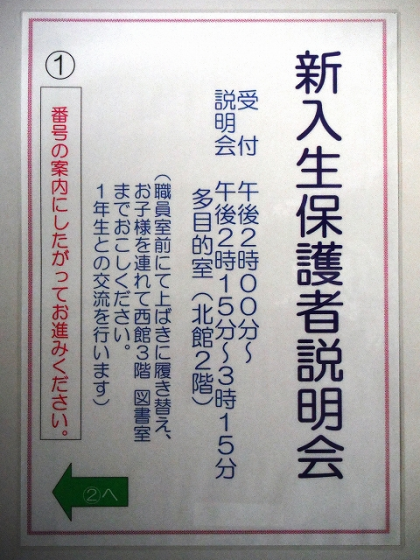 新入生保護者説明会
受付　午後２時００分～
説明会　午後２時１５分～３時１５分
多目的室（北館２階）
（職員室前にて上ばきに履き替え、
お子様を連れて西館３階　図書室
までおこしください。
１年生との交流を行います）
①
番号の案内にしたがってお進みください。
②へ